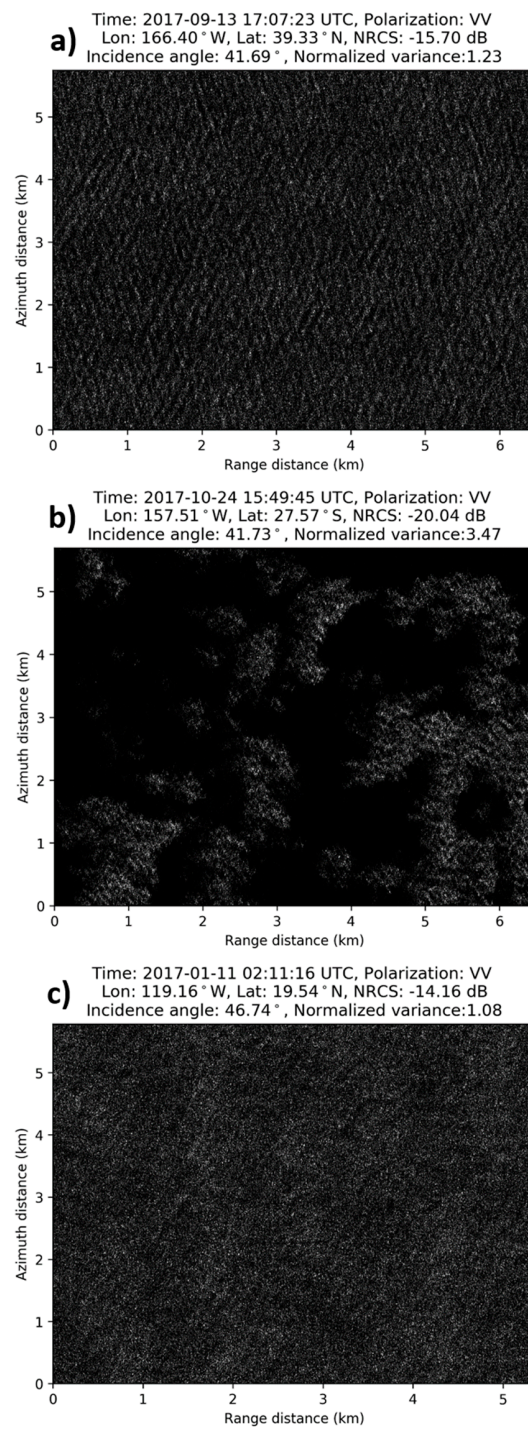 a)
Time: 2017-09-13 17:07:23 UTC, Polarization: VV
Lon: 166.40°W, Lat: 39.33°N, NRCS: -15.70 dB
Incidence angle: 41.69°, Normalized variance:1.23
5
4
3
2
1
0
Azimuth distance (km)
0 1 2 3 4 5 6
Range distance (km)
b)
Time: 2017-10-24 15:49:45 UTC, Polarization: VV
Lon: 157.51°W, Lat: 27.57°S, NRCS: -20.04 dB
Incidence angle: 41.73°, Normalized variance:3.47
5
4
3
2
1
0
Azimuth distance (km)
0 1 2 3 4 5 6
Range distance (km)
c)
Time: 2017-01-11 02:11:16 UTC, Polarization: VV
Lon: 119.16°W, Lat: 19.54°N, NRCS: -14.16 dB
Incidence angle: 46.74°, Normalized variance:1.08
5
4
3
2
1
0
Azimuth distance (km)
0 1 2 3 4 5
Range distance (km)